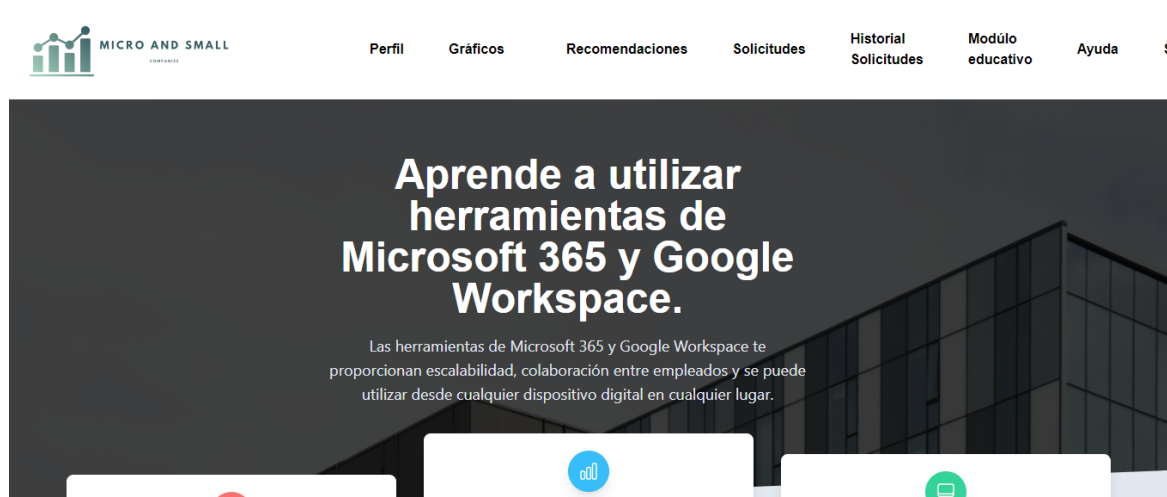 MICRO AND SMALL
COMPANIES
Perfil
Gráficos
Recomendaciones
Solicitudes
Historial
Solicitudes
Modúlo
educativo
Ayuda
Aprende a utilizar
herramientas de
Microsoft 365 y Google
Workspace.
Las herramientas de Microsoft 365 y Google Workspace te
proporcionan escalabilidad, colaboración entre empleados y se puede
utilizar desde cualquier dispositivo digital en cualquier lugar.